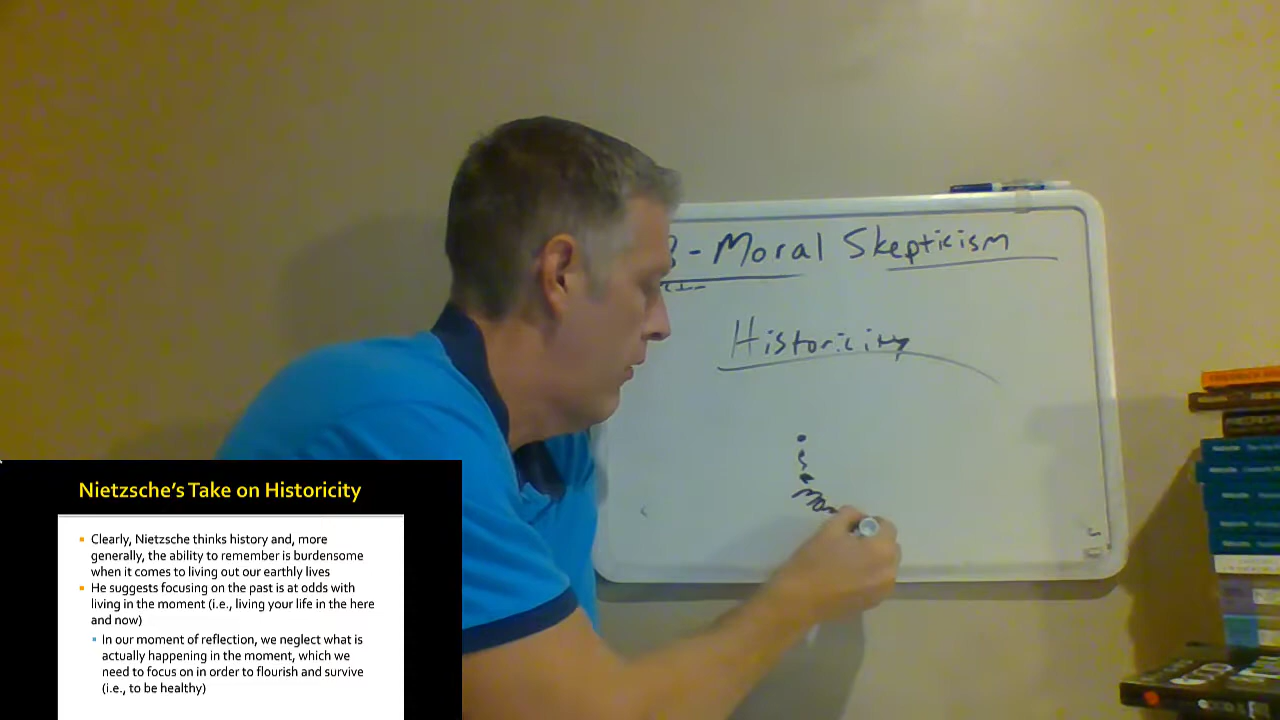 - Moral Skepticism
Historicity
Nietzsche's Take on Historicity
▪ Clearly, Nietzsche thinks history and, more
generally, the ability to remember is burdensome
when it comes to living out our earthly lives
▪ He suggests focusing on the past is at odds with
living in the moment (i.e., living your life in the here
and now)
▪ In our moment of reflection, we neglect what is
actually happening in the moment, which we
need to focus on in order to flourish and survive
(i.e., to be healthy)